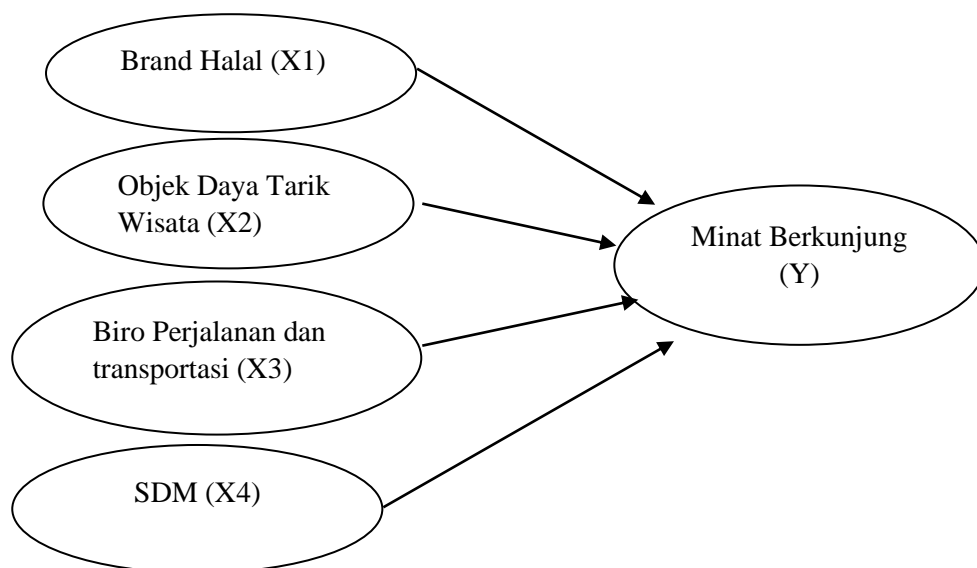 Brand Halal (X1)
Objek Daya Tarik
Wisata (X2)
Biro Perjalanan dan
transportasi (X3)
SDM (X4)
Minat Berkunjung
(Y)